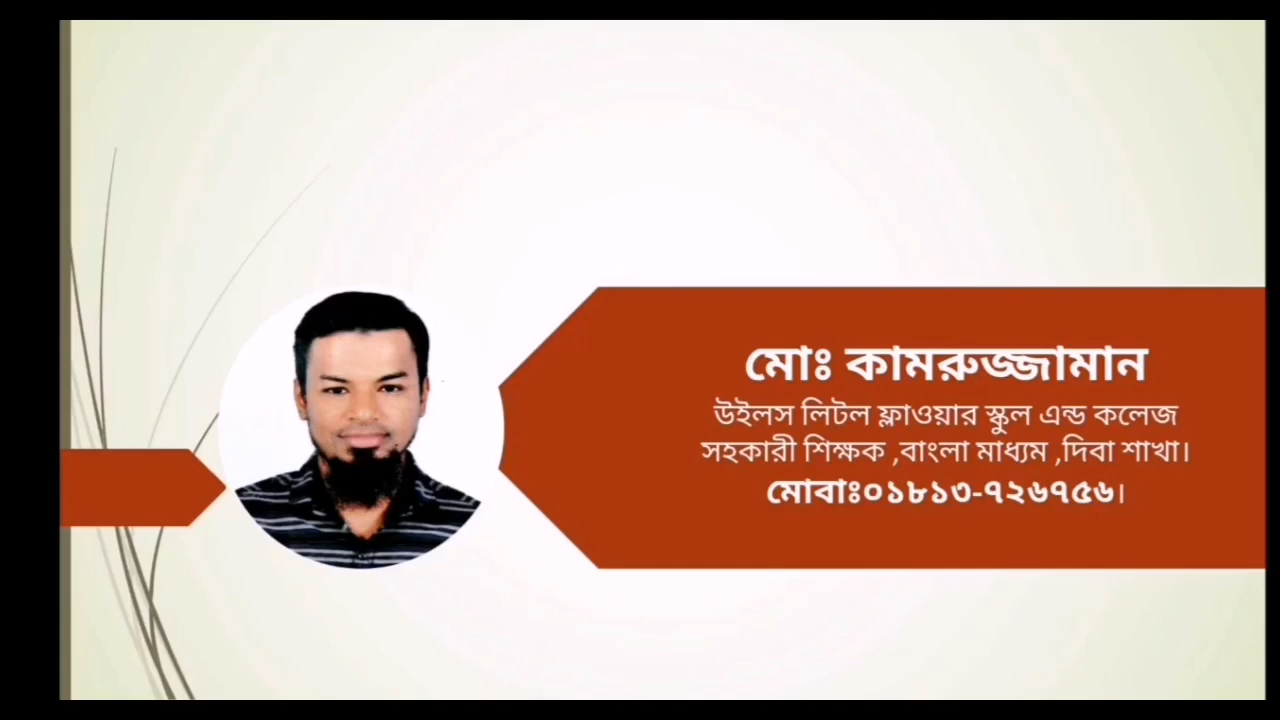 মোঃ কামরুজ্জামান
উইলস লিটল ফ্লাওয়ার স্কুল এন্ড কলেজ
সহকারী শিক্ষক ,বাংলা মাধ্যম ,দিবা শাখা।
মোবাঃ০১৮১৩-৭২৬৭৫৬।